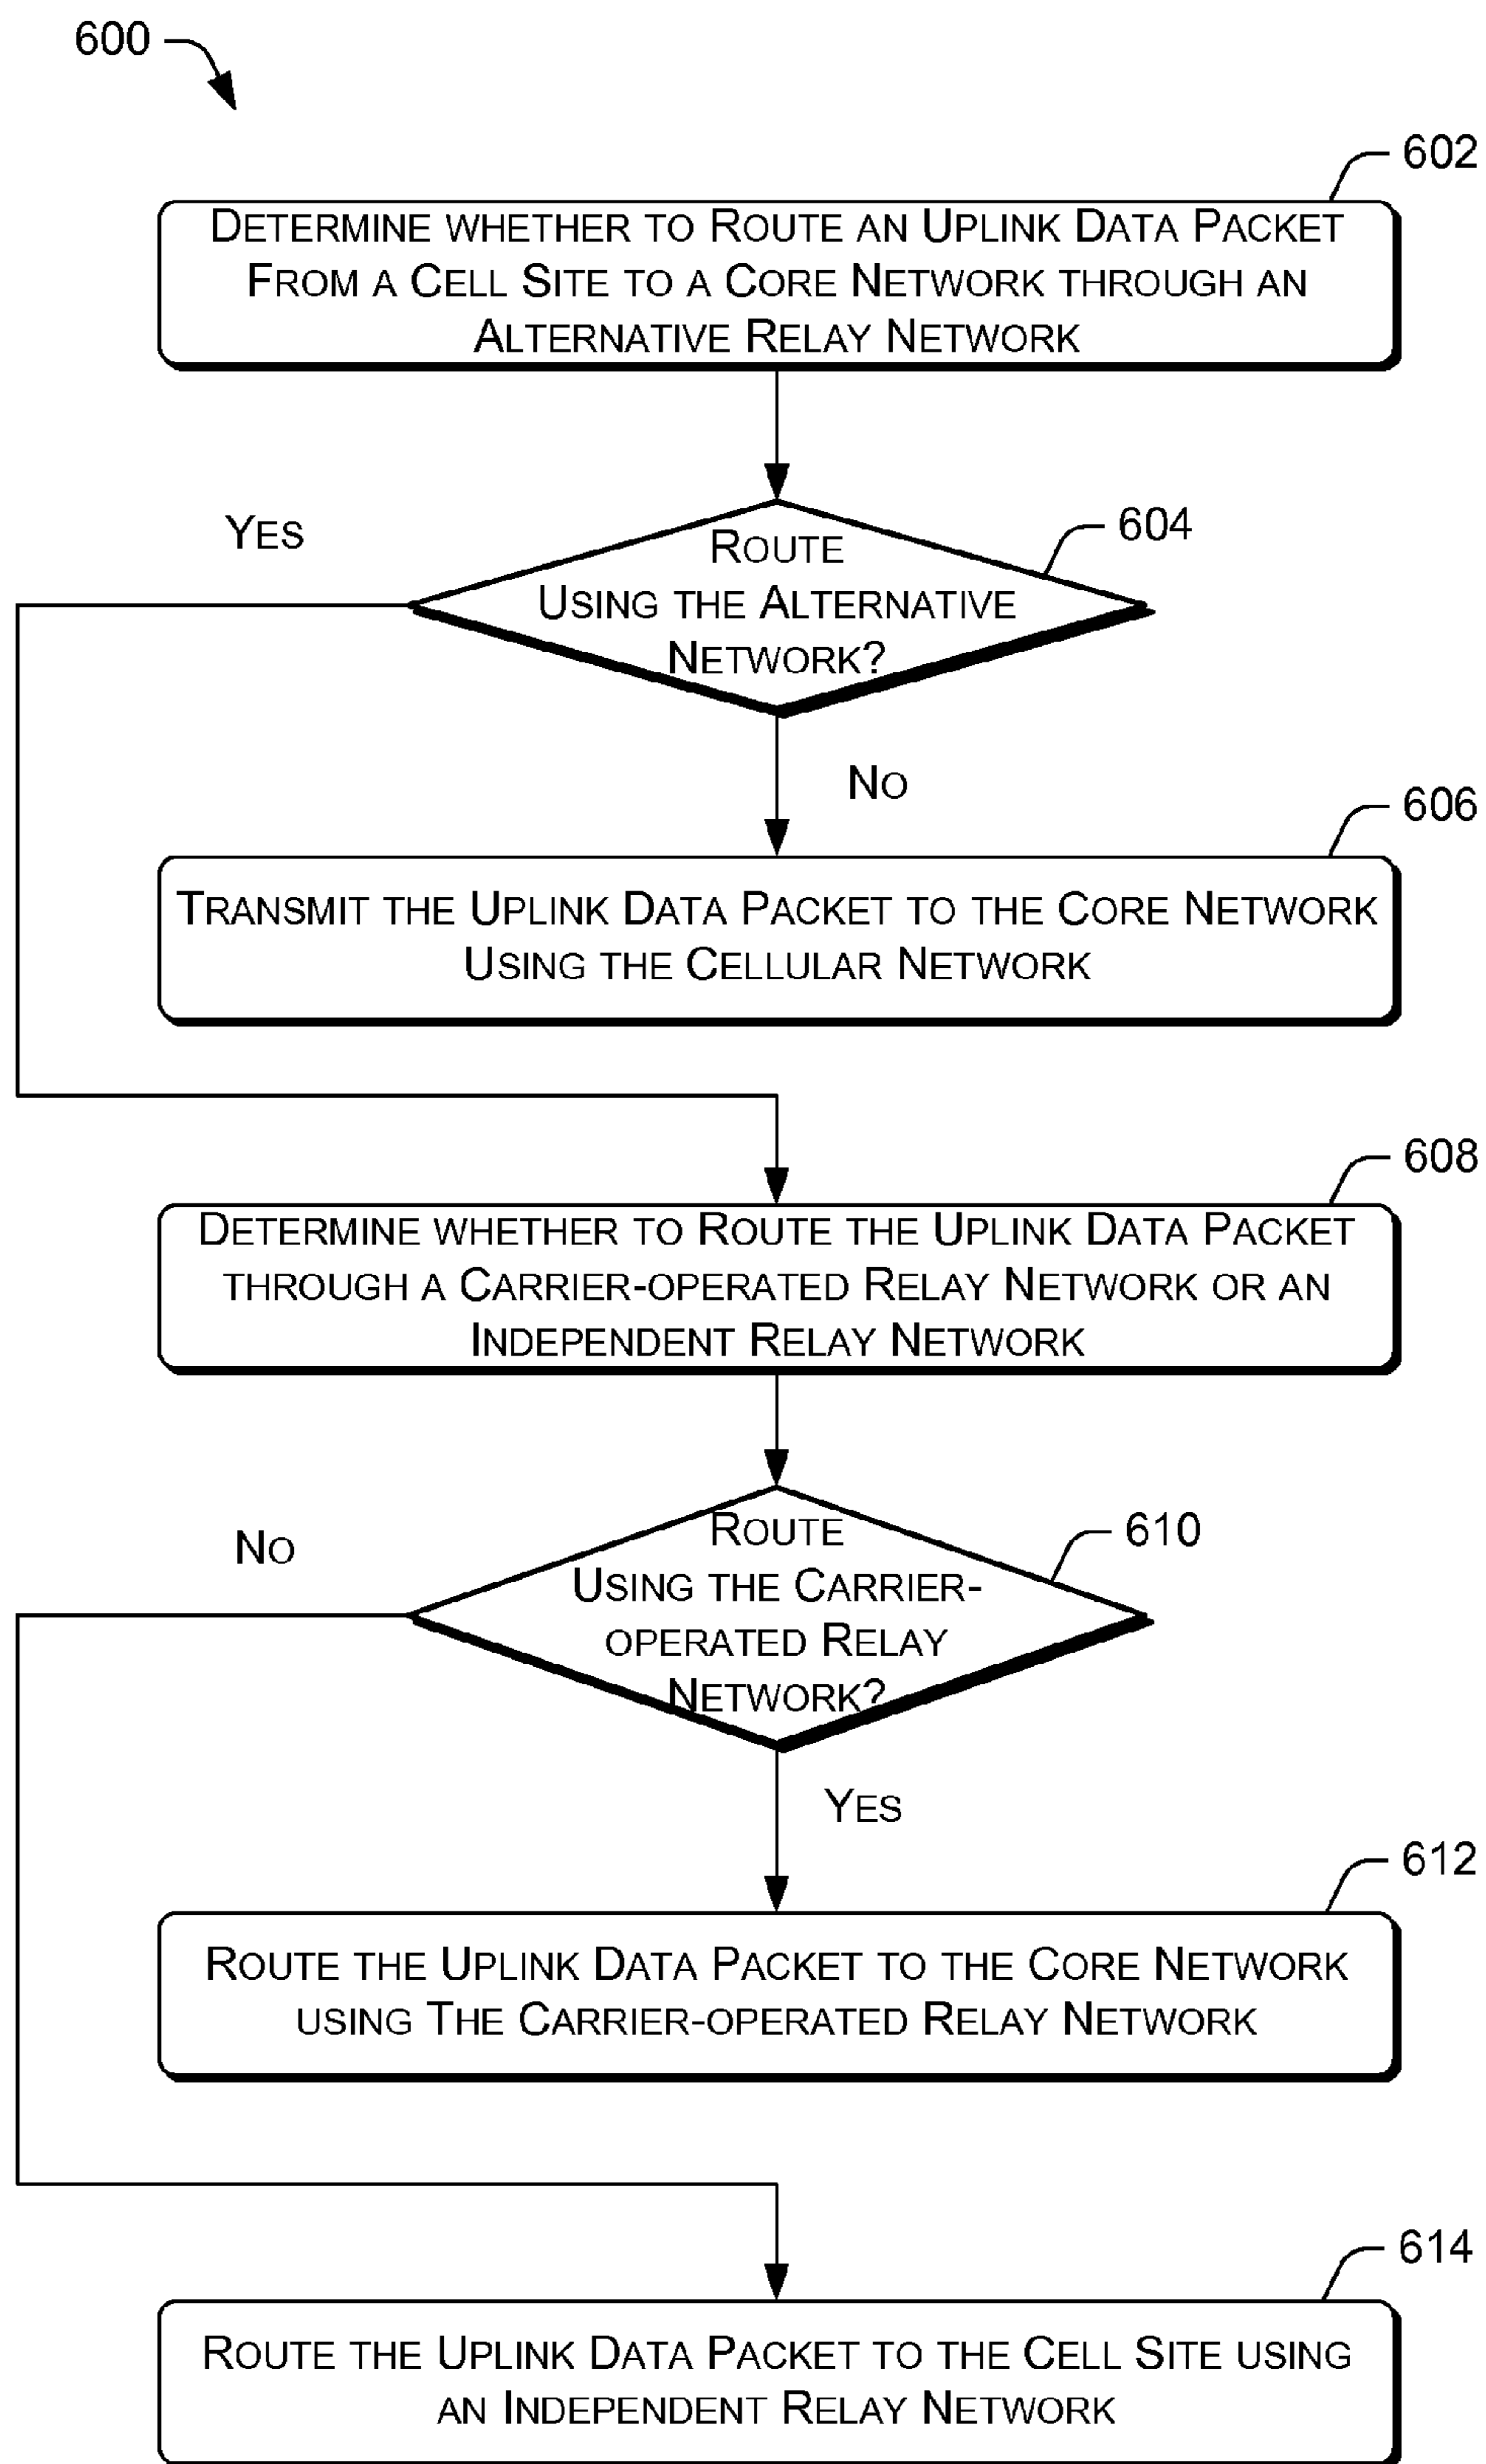 600
602
Determine whether to Route an Uplink Data Packet
From a Cell Site to a Core Network through an
Alternative Relay Network
Yes
604
Route
Using the Alternative
Network?
No
606
Transmit the Uplink Data Packet to the Core Network
Using the Cellular Network
608
Determine whether to Route the Uplink Data Packet
through a Carrier-operated Relay Network or an
Independent Relay Network
No
610
Route
Using the Carrier-
operated Relay
Network?
Yes
612
Route the Uplink Data Packet to the Core Network
using The Carrier-operated Relay Network
614
Route the Uplink Data Packet to the Cell Site using
an Independent Relay Network